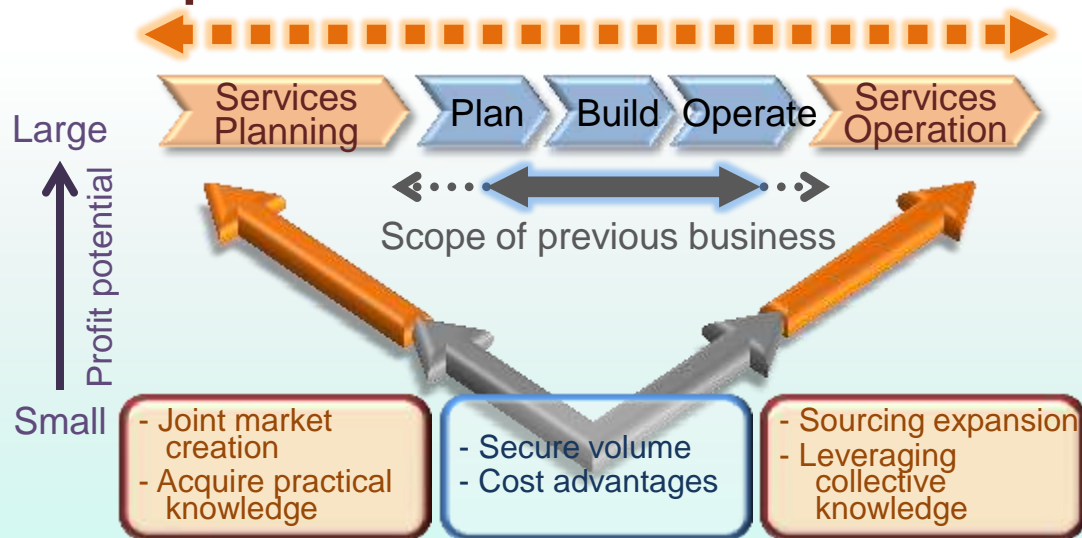 Services
Planning
Plan
Build
Operate
Services
Operation
Large
Profit potential
Small
Scope of previous business
- Joint market
creation
- Acquire practical
knowledge
- Secure volume
- Cost advantages
- Sourcing expansion
- Leveraging
collective
knowledge